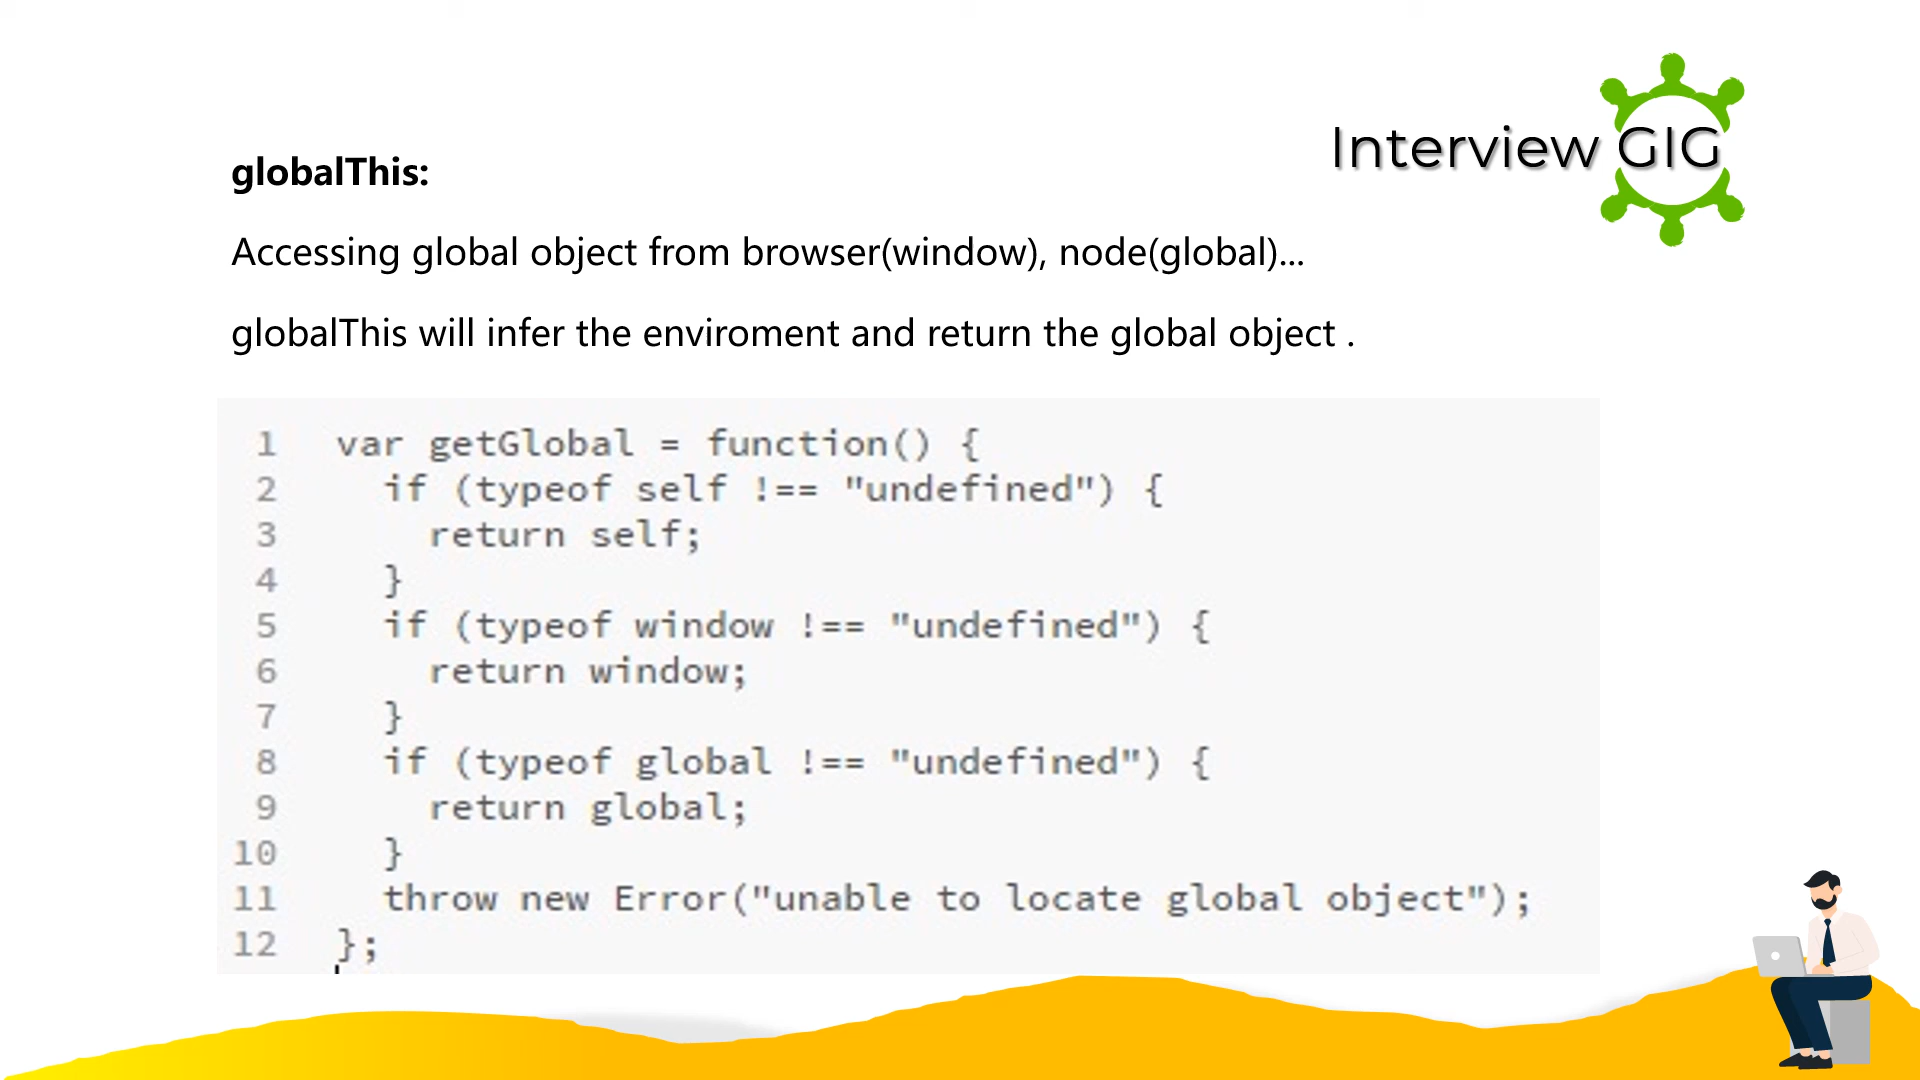 Interview GIG
globalThis:
Accessing global object from browser(window), node(global)...
globalThis will infer the enviroment and return the global object .
1 var getGlobal = function() {
2 if (typeof self !== "undefined") {
3 return self;
4 }
5 if (typeof window !== "undefined") {
6 return window;
7 }
8 if (typeof global !== "undefined") {
9 return global;
10 }
11 throw new Error("unable to locate global object");
12 };